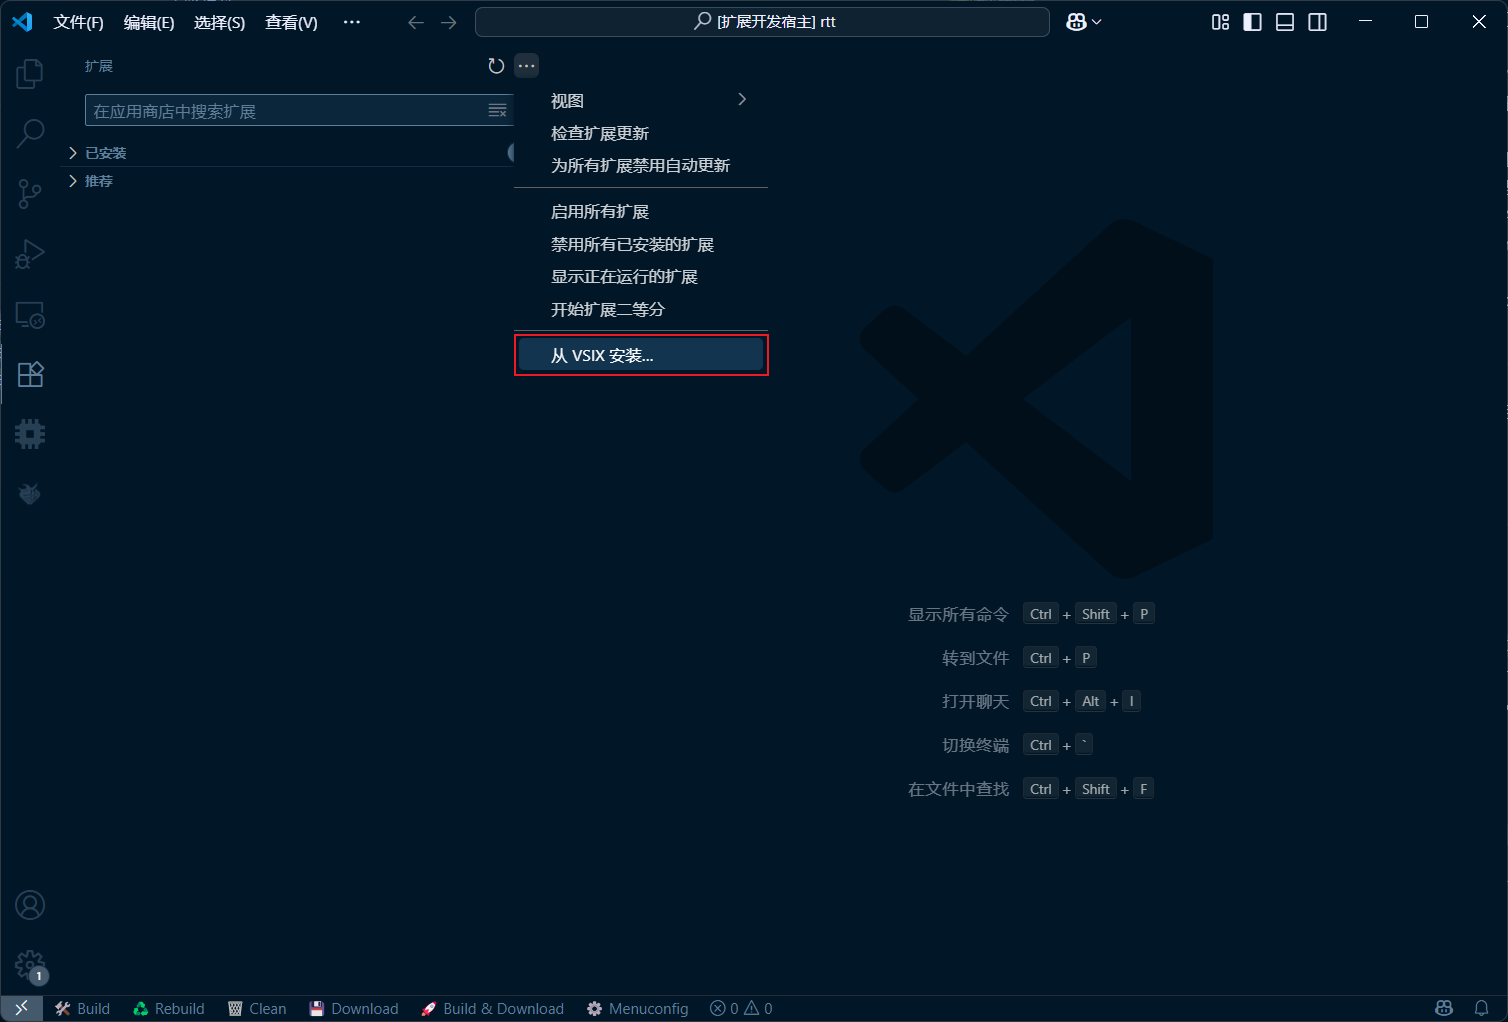 文件(F) 编辑(E) 选择(S) 查看(V) ··· [扩展开发宿主] rtt
扩展
在应用商店中搜索扩展
已安装
推荐
视图
检查扩展更新
为所有扩展禁用自动更新
启用所有扩展
禁用所有已安装的扩展
显示正在运行的扩展
开始扩展二等分
从 VSIX 安装...
显示所有命令 Ctrl + Shift + P
转到文件 Ctrl + P
打开聊天 Ctrl + Alt + I
切换终端 Ctrl + `
在文件中查找 Ctrl + Shift + F
1
Build Rebuild Clean Download Build & Download Menuconfig 0 0